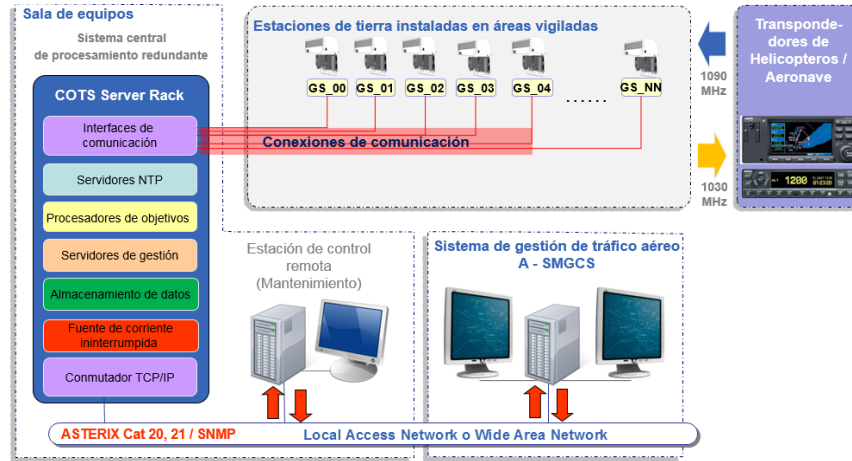 Sala de equipos
Sistema central
de procesamiento redundante
COTS Server Rack
Interfaces de
comunicación
Servidores NTP
Procesadores de objetivos
Servidores de gestión
Almacenamiento de datos
Fuente de corriente
ininterrumpida
Conmutador TCP/IP
Estaciones de tierra instaladas en áreas vigiladas
GS_00
GS_01
GS_02
GS_03
GS_04
......
GS_NN
Conexiones de comunicación
1090
MHz
1030
MHz
Transponde-
dores de
Helicopteros /
Aeronave
1200
Estación de control
remota
(Mantenimiento)
Sistema de gestión de tráfico aéreo
A - SMGCS
ASTERIX Cat 20, 21 / SNMP
Local Access Network o Wide Area Network